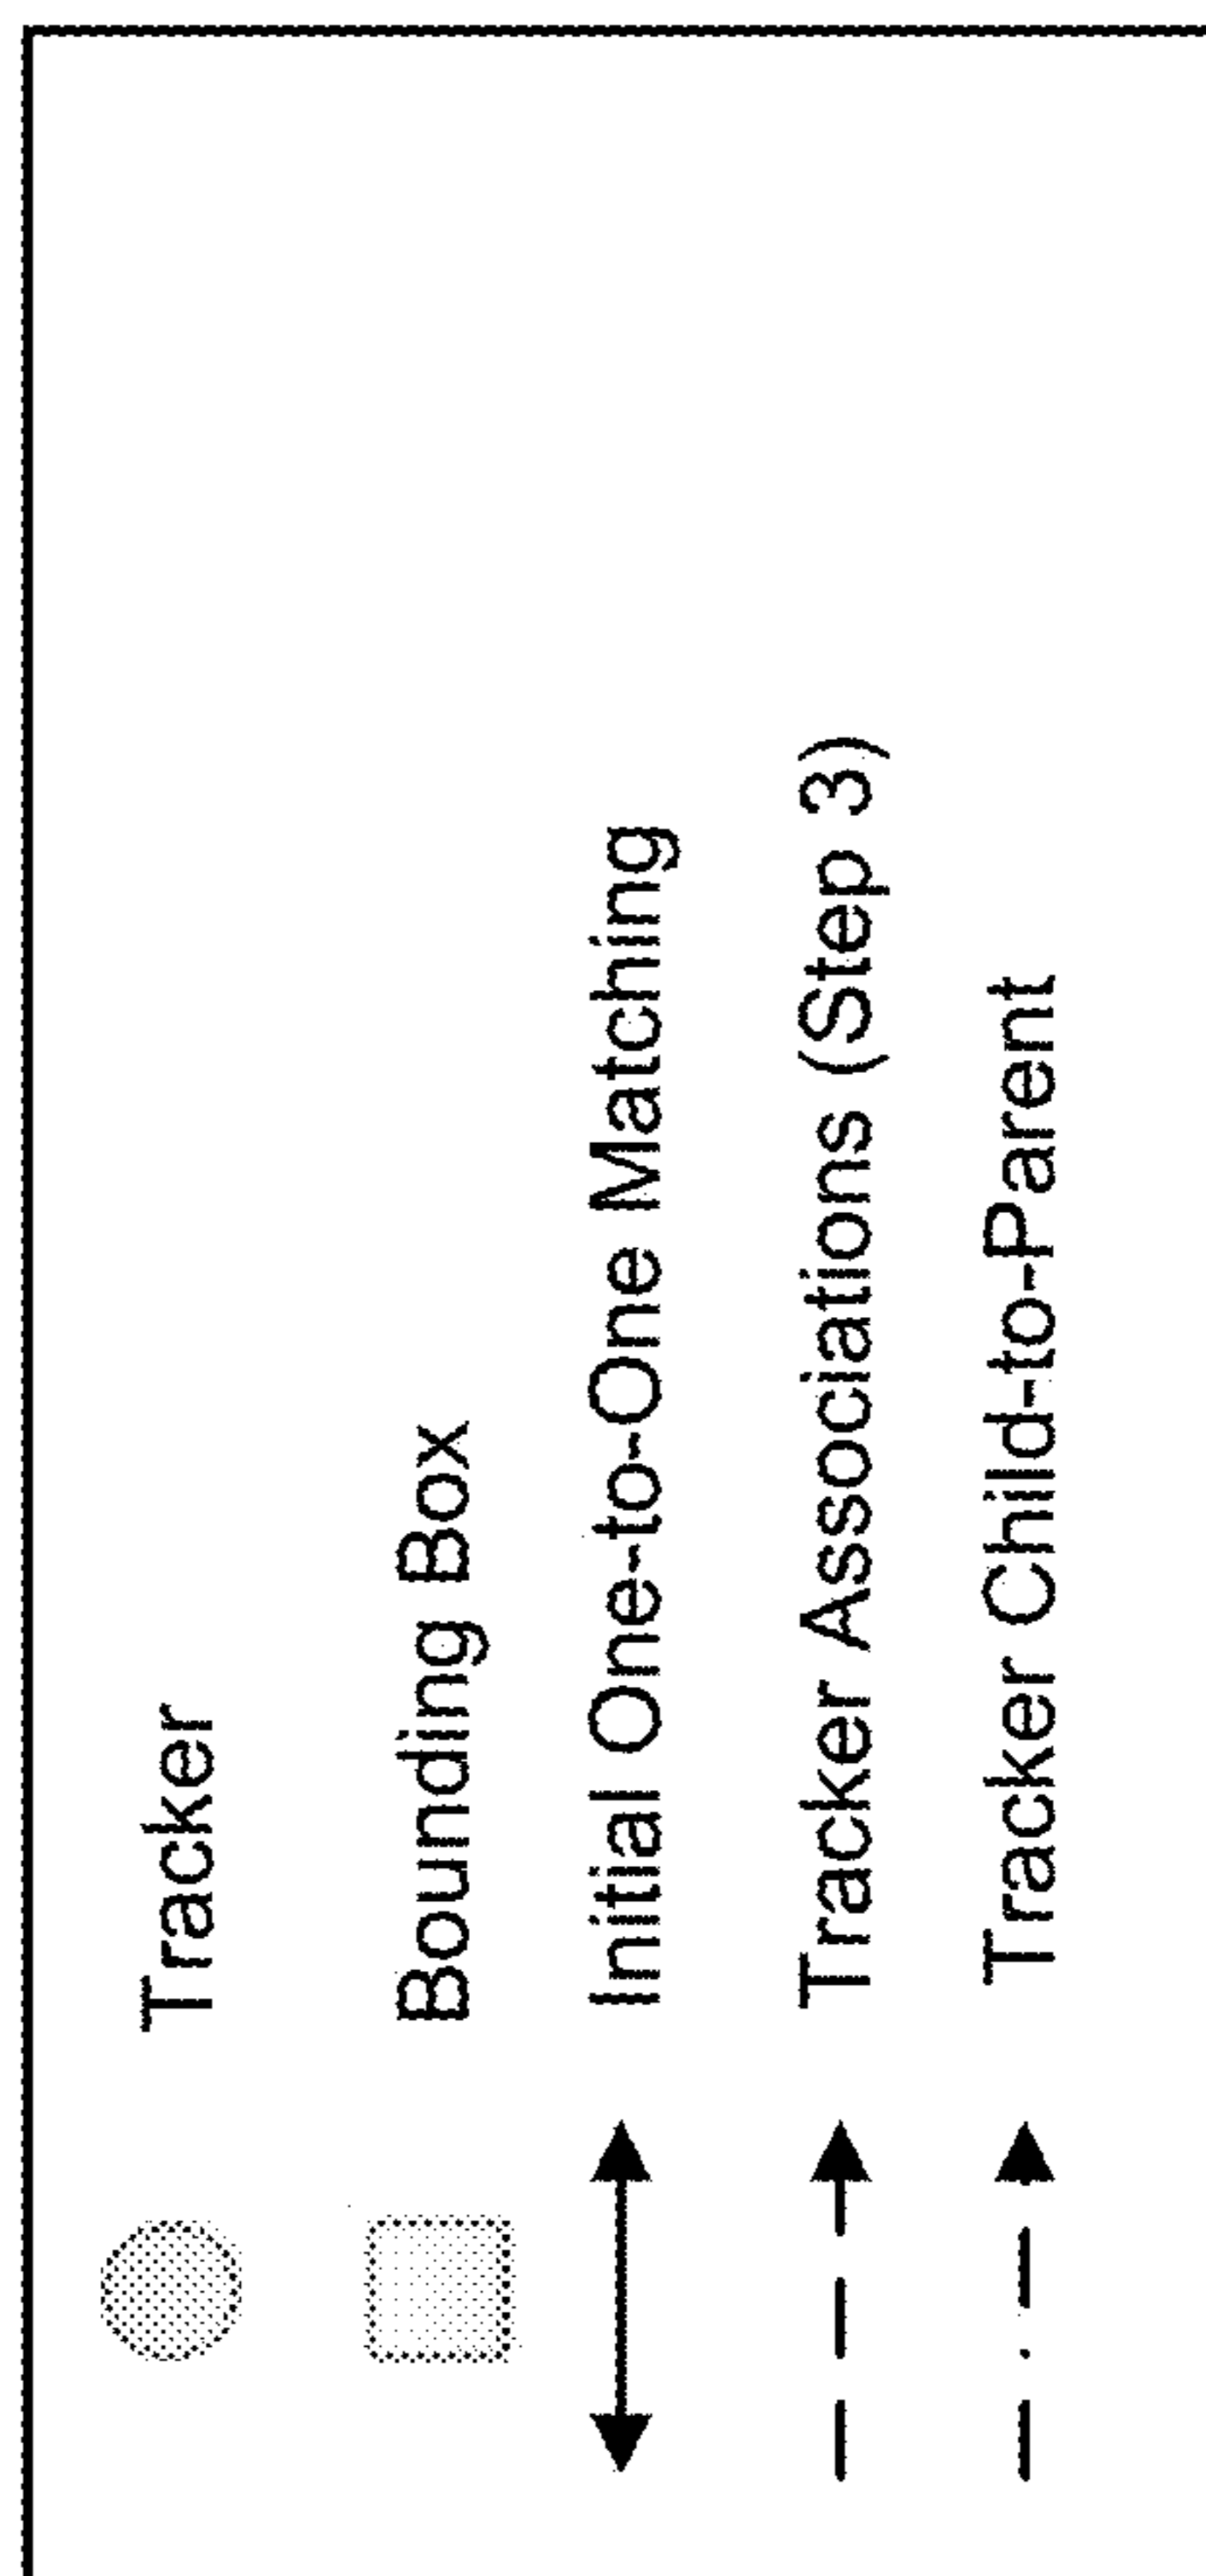 Tracker
Bounding Box
Initial One-to-One Matching
Tracker Associations (Step 3)
Tracker Child-to-Parent